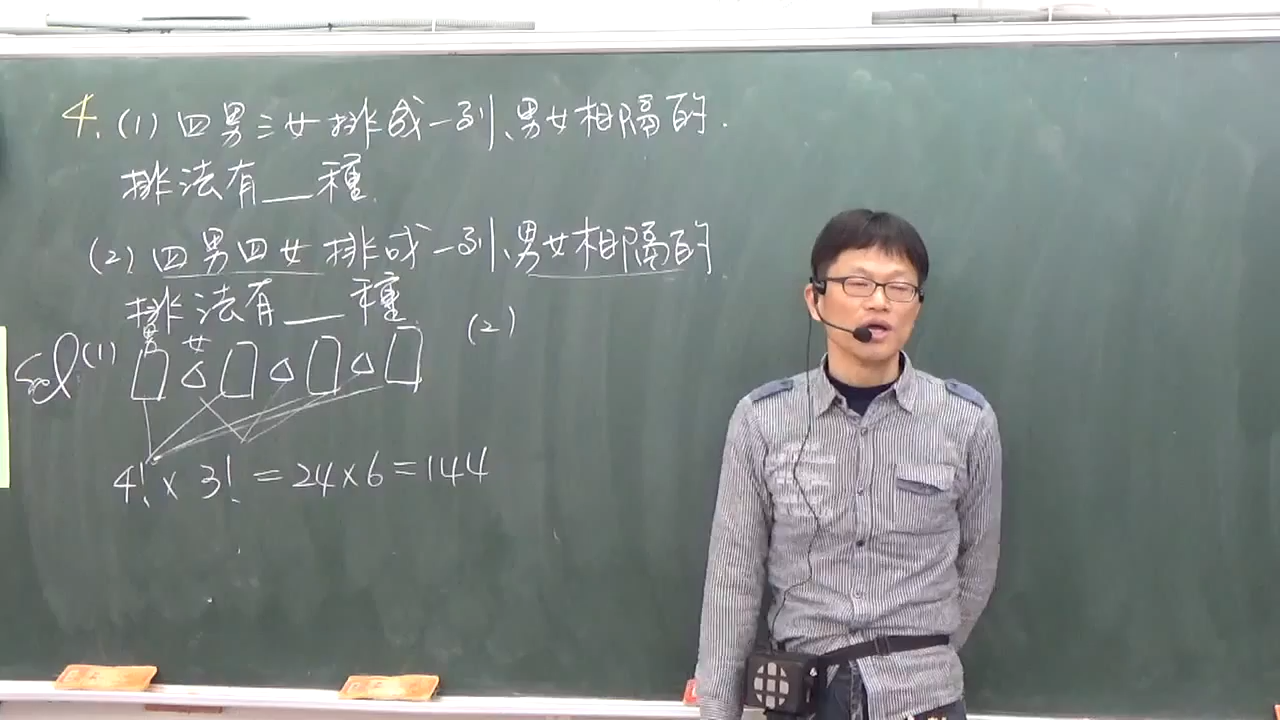 4. (1) 四男三女排成一列、男女相隔的
排法有__種.
(2) 四男四女排成一列、男女相隔的
排法有__種.
Sol (1) 男 女 (2)
4! × 3! = 24×6 = 144